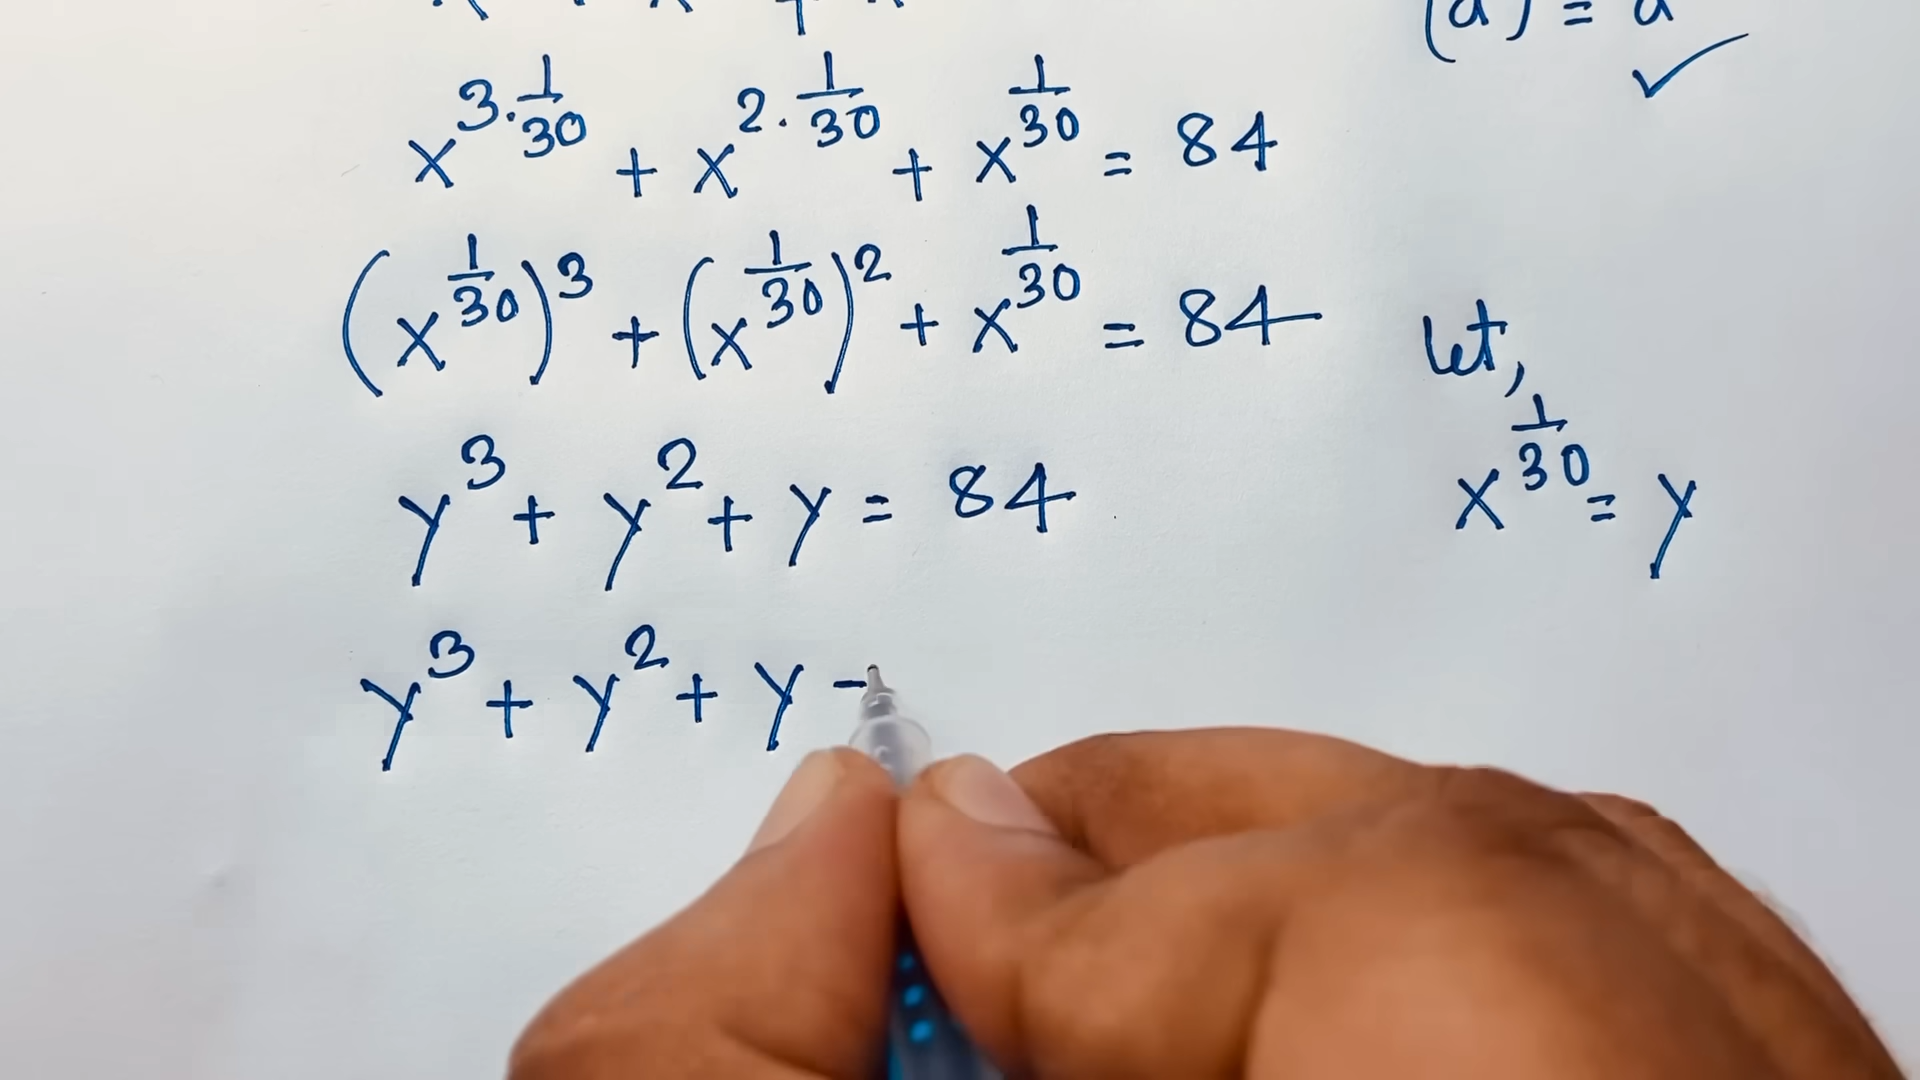 (a) = a
x^{3·1/30} + x^{2·1/30} + x^{1/30} = 84
(x^{1/30})^3 + (x^{1/30})^2 + x^{1/30} = 84
let,
x^{1/30} = y
y^3 + y^2 + y = 84
y^3 + y^2 + y -